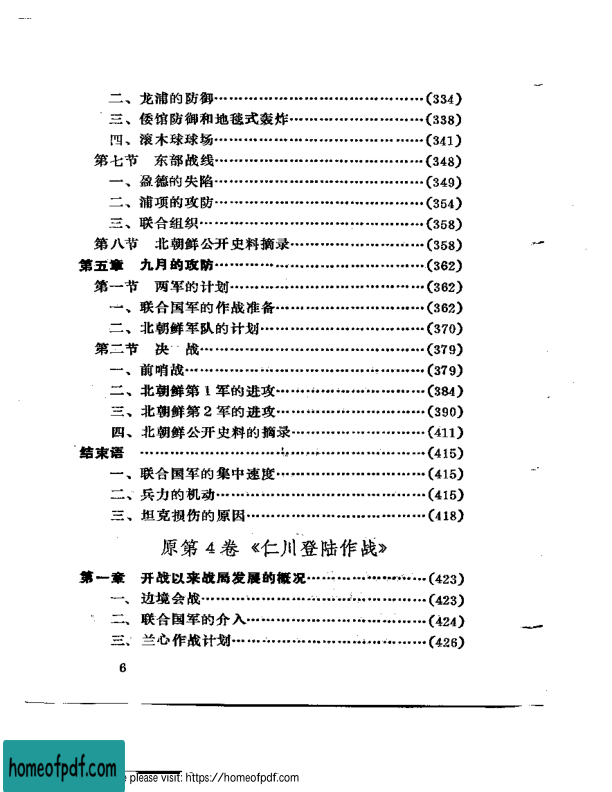 二、龙浦的防御……………………………………(334)
三、倭馆防御和地毯式轰炸………………………(338)
四、滚木球球场……………………………………(341)
第七节　东部战线…………………………………(348)
一、盈德的失陷……………………………………(349)
二、浦项的攻防……………………………………(354)
三、联合组织………………………………………(358)
第八节　北朝鲜公开史料摘录……………………(358)
第五章　九月的攻防………………………………(362)
第一节　两军的计划………………………………(362)
一、联合国军的作战准备…………………………(362)
二、北朝鲜军队的计划……………………………(370)
第二节　决　战……………………………………(379)
一、前哨战…………………………………………(379)
二、北朝鲜第1军的进攻…………………………(384)
三、北朝鲜第2军的进攻…………………………(390)
四、北朝鲜公开史料的摘录………………………(411)
结束语 ……………………………………………(415)
一、联合国军的集中速度…………………………(415)
二、兵力的机动……………………………………(415)
三、坦克损伤的原因………………………………(418)
原第4卷《仁川登陆作战》
第一章　开战以来战局发展的概况………………(423)
一、边境会战………………………………………(423)
二、联合国军的介入………………………………(424)
三、兰心作战计划…………………………………(426)
6
homeofpdf.com
please visit: https://homeofpdf.com